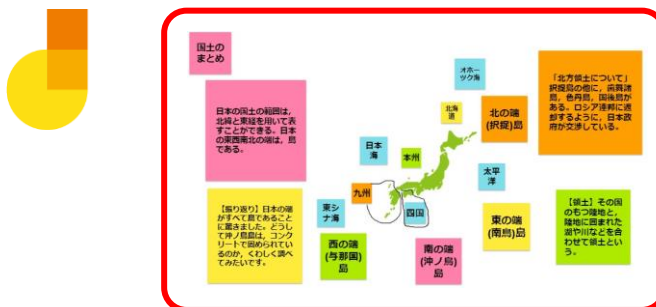 国土の
まとめ
日本の国土の範囲は，
北緯と東経を用いて表
すことができる。日本
の東西南北の端は，島
である。
【振り返り】日本の端
がすべて島であること
に驚きました。どうして
沖ノ鳥島は，コンク
リートで固められている
のか，くわしく調べ
てみたいです。
オホー
ツク海
北海
道
北の端
(択捉)島
「北方領土について」
択捉島の他に，歯舞諸
島，色丹島，国後島が
ある。ロシア連邦に返
却するように，日本政
府が交渉している。
日本
海
本州
太平
洋
九州
四国
東シ
ナ海
西の端
(与那国)
島
南の端
(沖ノ鳥)
島
東の端
(南鳥)島
【領土】その国
のもつ陸地と，
陸地に囲まれた
湖や川などを合
わせて領土とい
う。